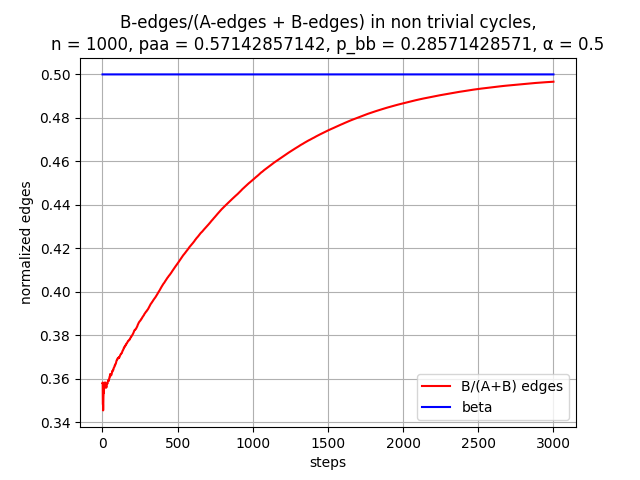 B-edges/(A-edges + B-edges) in non trivial cycles,
n = 1000, paa = 0.57142857142, p_bb = 0.28571428571, α = 0.5
0.50
0.48
0.46
0.44
0.42
0.40
0.38
0.36
0.34
normalized edges
B/(A+B) edges
beta
0 500 1000 1500 2000 2500 3000
steps